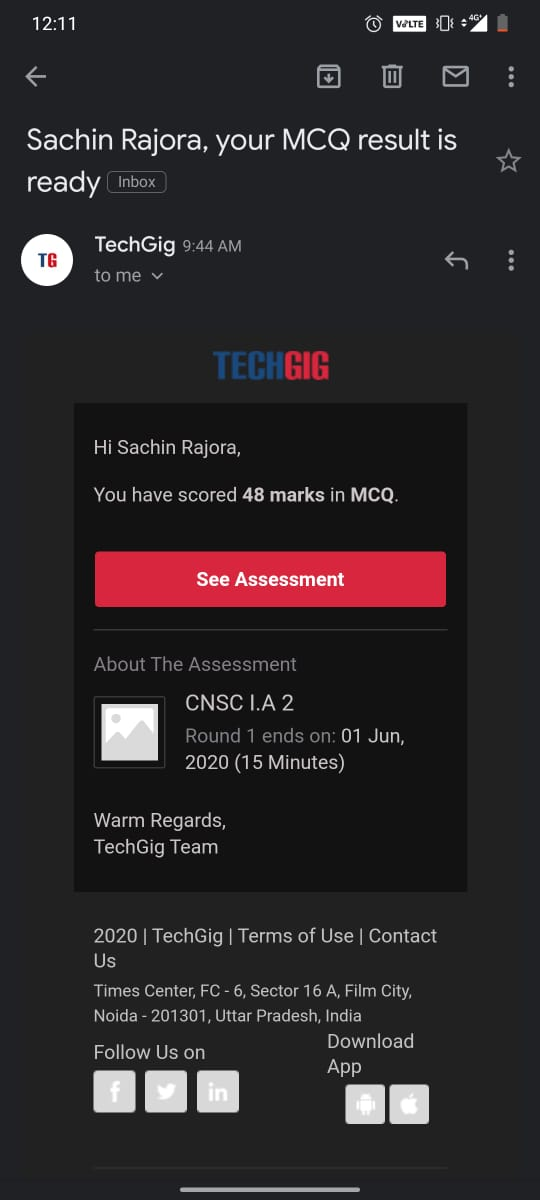 12:11
VoLTE
4G+
Sachin Rajora, your MCQ result is
ready Inbox
TG
TechGig 9:44 AM
to me
TECHGIG
Hi Sachin Rajora,
You have scored 48 marks in MCQ.
See Assessment
About The Assessment
CNSC I.A 2
Round 1 ends on: 01 Jun,
2020 (15 Minutes)
Warm Regards,
TechGig Team
2020 | TechGig | Terms of Use | Contact
Us
Times Center, FC - 6, Sector 16 A, Film City,
Noida - 201301, Uttar Pradesh, India
Follow Us on
Download
App
f
in